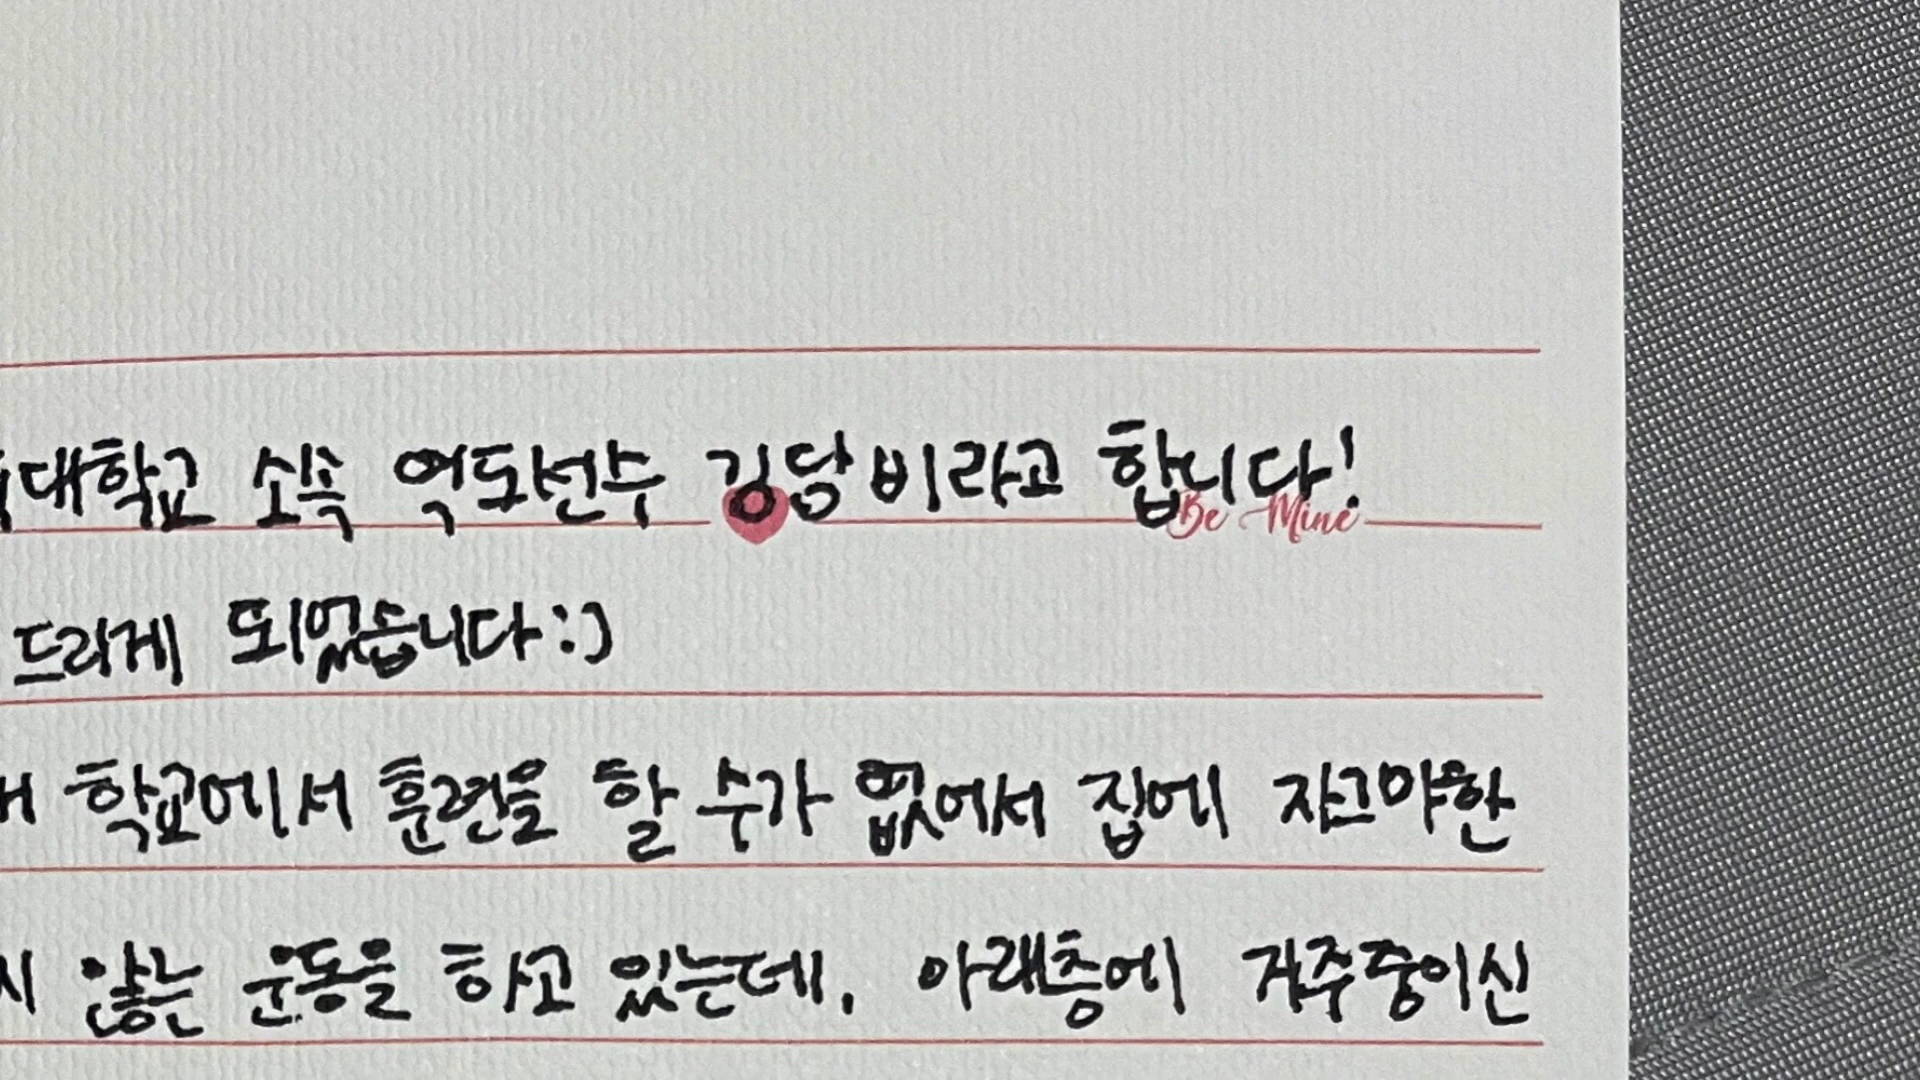 대학교 소속 역도선수 김담비라고 합니다!
Be Mine
드리게 되었습니다:)
학교에서 훈련을 할 수가 없어서 집에 자그마한
않는 운동을 하고 있는데, 아래층에 거주중이신